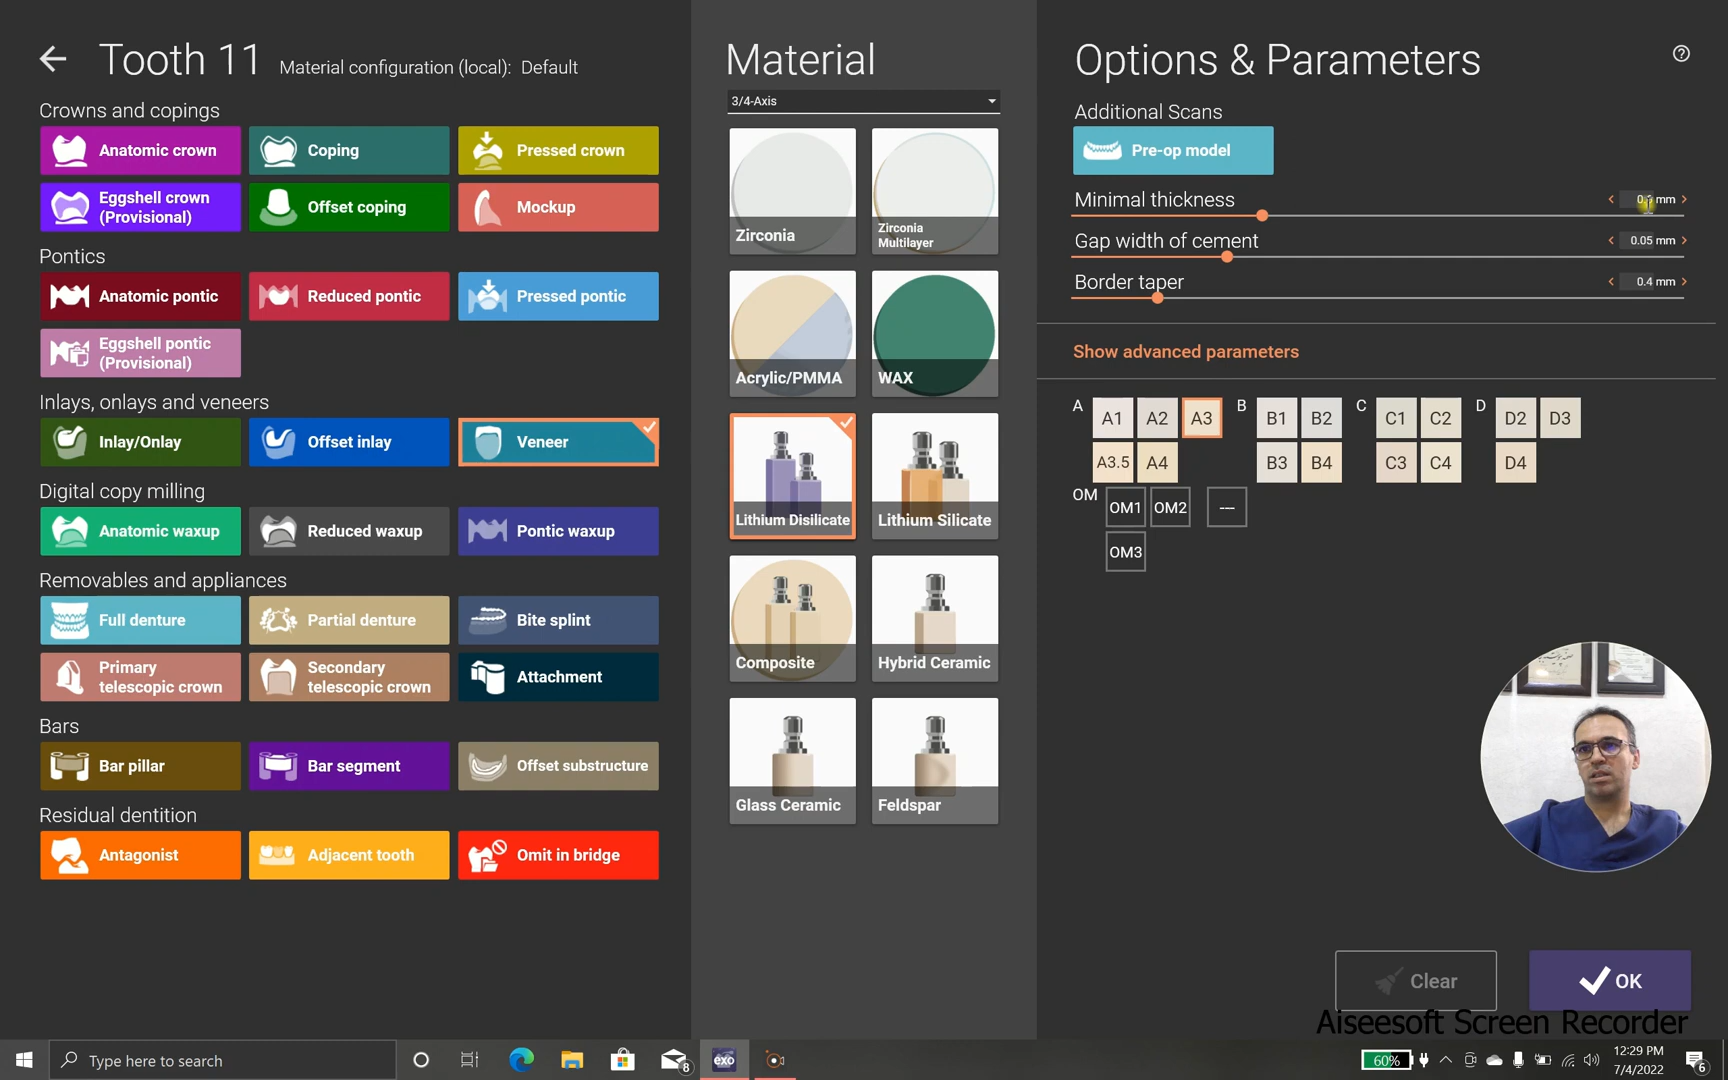 Tooth 11 Material configuration (local): Default
Crowns and copings
Anatomic crown
Coping
Pressed crown
Eggshell crown
(Provisional)
Offset coping
Mockup
Pontics
Anatomic pontic
Reduced pontic
Pressed pontic
Eggshell pontic
(Provisional)
Inlays, onlays and veneers
Inlay/Onlay
Offset inlay
Veneer
Digital copy milling
Anatomic waxup
Reduced waxup
Pontic waxup
Removables and appliances
Full denture
Partial denture
Bite splint
Primary
telescopic crown
Secondary
telescopic crown
Attachment
Bars
Bar pillar
Bar segment
Offset substructure
Residual dentition
Antagonist
Adjacent tooth
Omit in bridge
Material
3/4-Axis
Zirconia
Zirconia
Multilayer
Acrylic/PMMA
WAX
Lithium Disilicate
Lithium Silicate
Composite
Hybrid Ceramic
Glass Ceramic
Feldspar
Options & Parameters
Additional Scans
Pre-op model
Minimal thickness
mm
Gap width of cement
0.05 mm
Border taper
0.4 mm
Show advanced parameters
A A1 A2 A3 B B1 B2 C C1 C2 D D2 D3
A3.5 A4 B3 B4 C3 C4 D4
OM OM1 OM2 ---
OM3
Clear
OK
Aiseesoft Screen Recorder
Type here to search
exo
8
60%
12:29 PM
7/4/2022
6